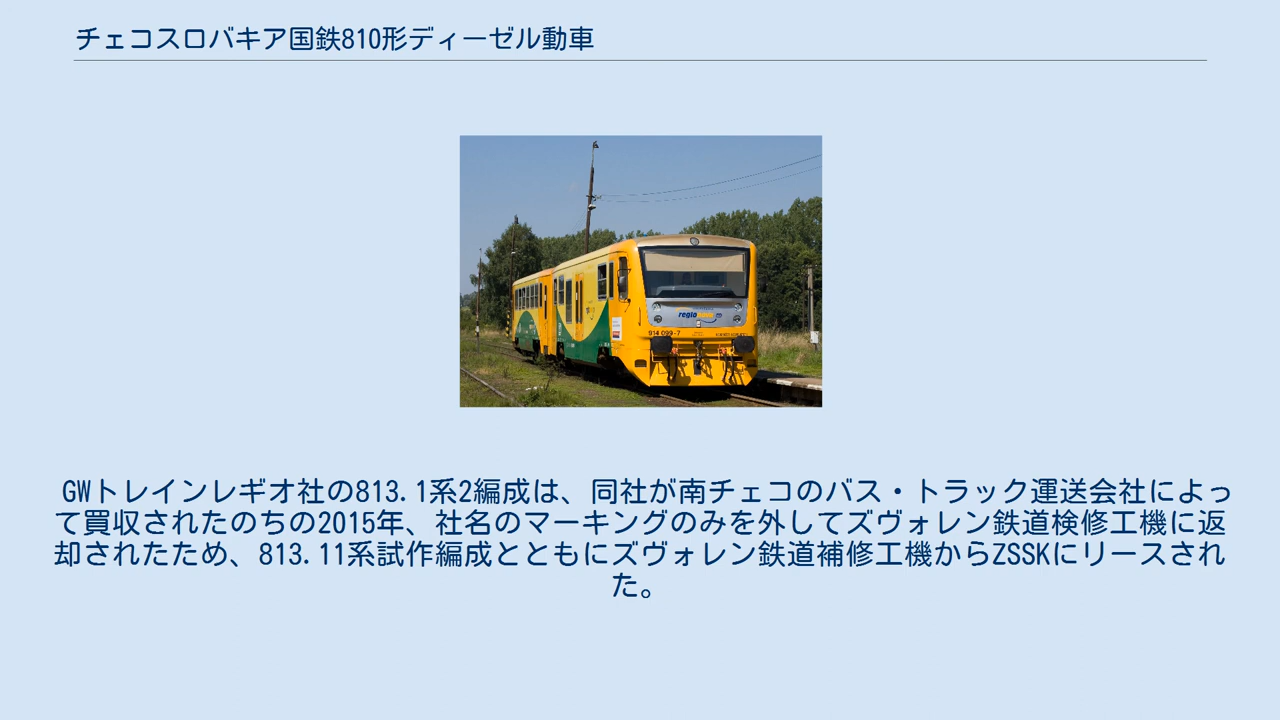 チェコスロバキア国鉄810形ディーゼル動車
regionova
914 099-7
GWトレインレギオ社の813.1系2編成は、同社が南チェコのバス・トラック運送会社によっ
て買収されたのちの2015年、社名のマーキングのみを外してズヴォレン鉄道検修工機に返
却されたため、813.11系試作編成とともにズヴォレン鉄道補修工機からZSSKにリースされ
た。